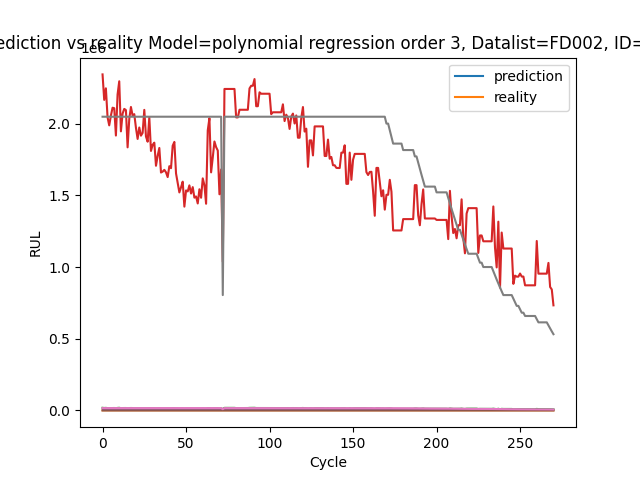 ediction vs reality Model=polynomial regression order 3, Datalist=FD002, ID=
1e6
prediction
reality
2.0
1.5
1.0
0.5
0.0
RUL
0 50 100 150 200 250
Cycle